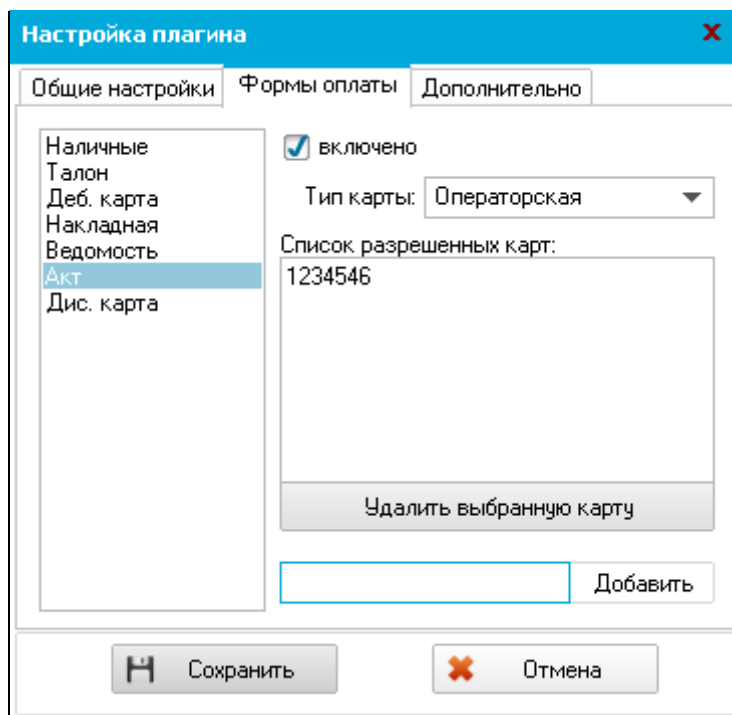 Настройка плагина
Общие настройки
Формы оплаты
Дополнительно
Наличные
Талон
Деб. карта
Накладная
Ведомость
Акт
Дис. карта
включено
Тип карты: Операторская
Список разрешенных карт:
1234546
Удалить выбранную карту
Добавить
Сохранить
Отмена